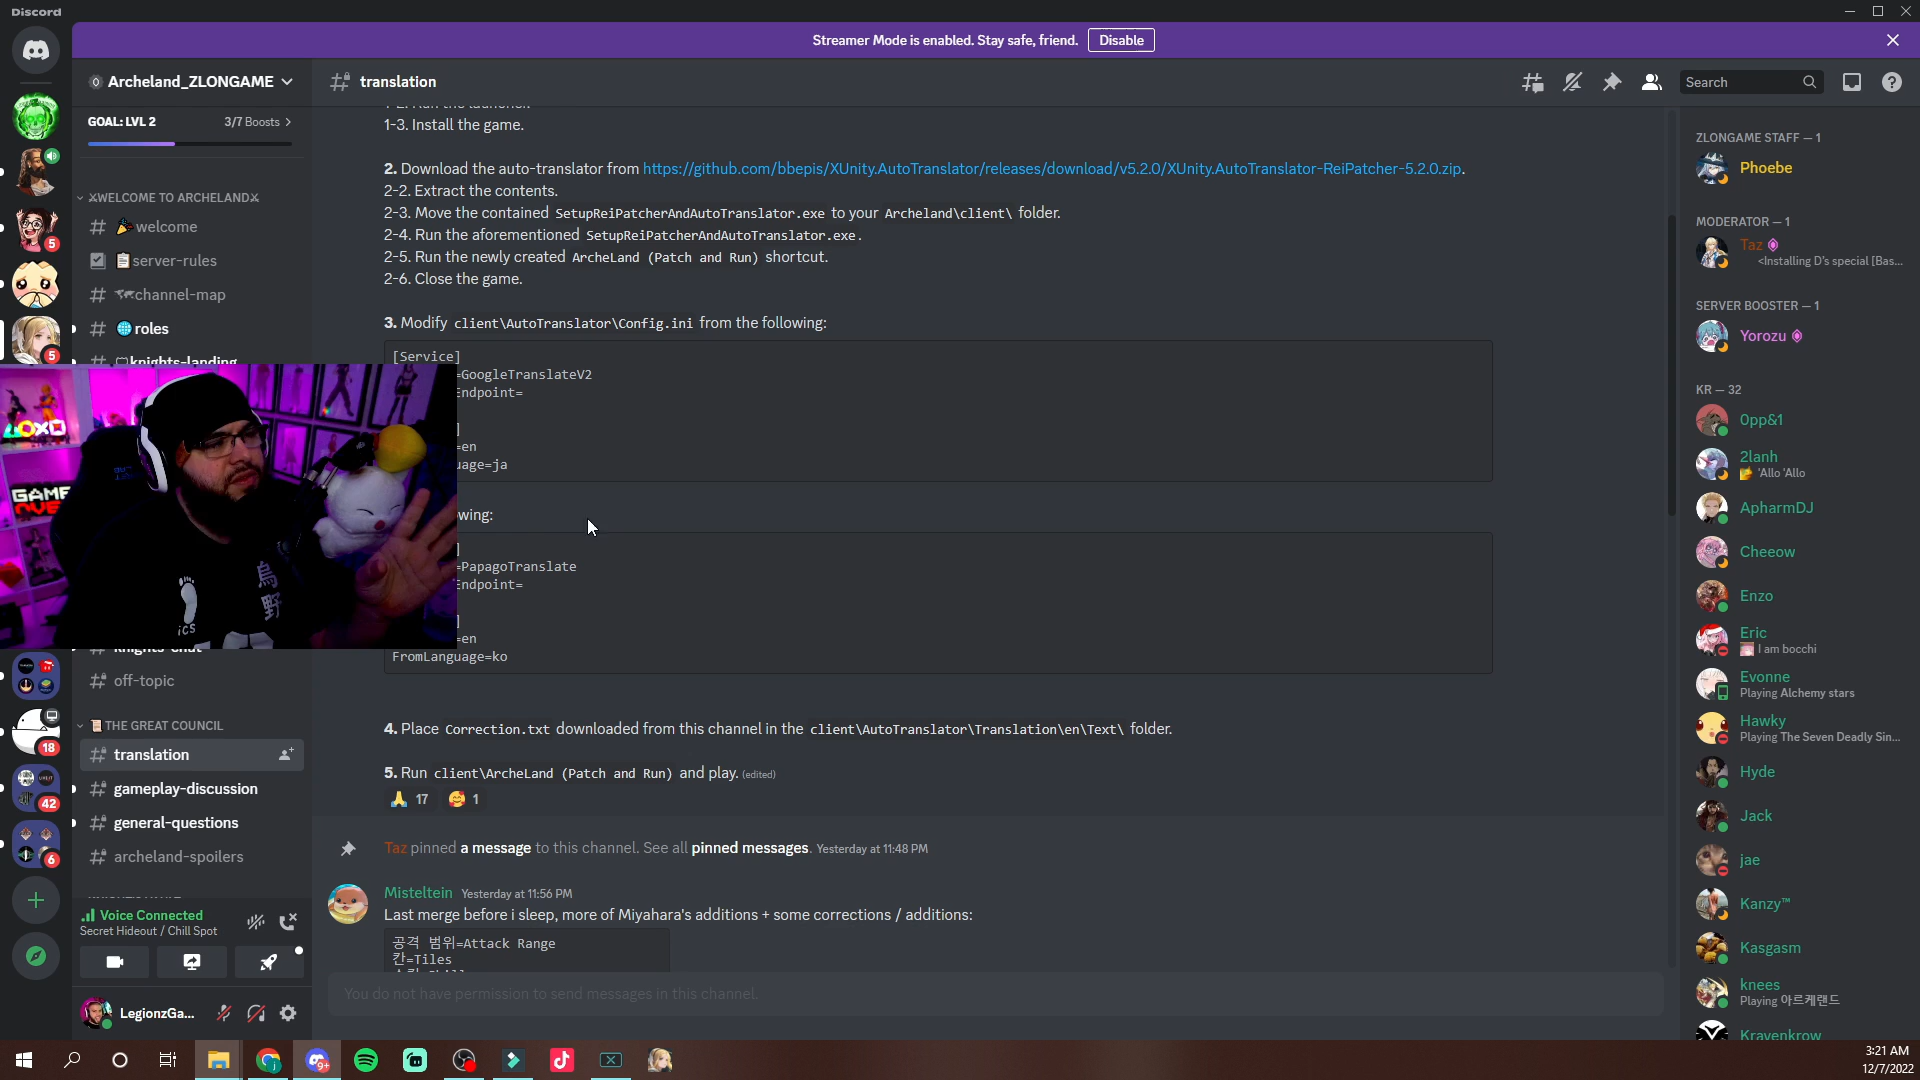 Discord
Streamer Mode is enabled. Stay safe, friend.
Disable
Archeland_ZLONGAME
translation
Search
GOAL: LVL 2
3/7 Boosts
⚔WELCOME TO ARCHELAND⚔
welcome
server-rules
channel-map
roles
knights-landing
off-topic
THE GREAT COUNCIL
translation
gameplay-discussion
general-questions
archeland-spoilers
Voice Connected
Secret Hideout / Chill Spot
LegionzGa...
1-3. Install the game.
2. Download the auto-translator from https://github.com/bbepis/XUnity.AutoTranslator/releases/download/v5.2.0/XUnity.AutoTranslator-ReiPatcher-5.2.0.zip.
2-2. Extract the contents.
2-3. Move the contained SetupReiPatcherAndAutoTranslator.exe to your Archeland\client\ folder.
2-4. Run the aforementioned SetupReiPatcherAndAutoTranslator.exe.
2-5. Run the newly created ArcheLand (Patch and Run) shortcut.
2-6. Close the game.
3. Modify client\AutoTranslator\Config.ini from the following:
[Service]
=GoogleTranslateV2
Endpoint=
]
=en
uage=ja
wing:
]
=PapagoTranslate
Endpoint=
]
=en
FromLanguage=ko
4. Place Correction.txt downloaded from this channel in the client\AutoTranslator\Translation\en\Text\ folder.
5. Run client\ArcheLand (Patch and Run) and play. (edited)
17
1
Taz pinned a message to this channel. See all pinned messages. Yesterday at 11:48 PM
Misteltein Yesterday at 11:56 PM
Last merge before i sleep, more of Miyahara's additions + some corrections / additions:
공격 범위=Attack Range
칸=Tiles
You do not have permission to send messages in this channel.
ZLONGAME STAFF — 1
Phoebe
MODERATOR — 1
Taz
<Installing D's special [Bas...
SERVER BOOSTER — 1
Yorozu
KR — 32
0pp&1
2lanh
'Allo 'Allo
ApharmDJ
Cheeow
Enzo
Eric
I am bocchi
Evonne
Playing Alchemy stars
Hawky
Playing The Seven Deadly Sin...
Hyde
Jack
jae
Kanzy™
Kasgasm
knees
Playing 아르케랜드
Kravenkrow
5
5
18
42
6
9+
GAME
OVER
烏
野
ICS
3:21 AM
12/7/2022